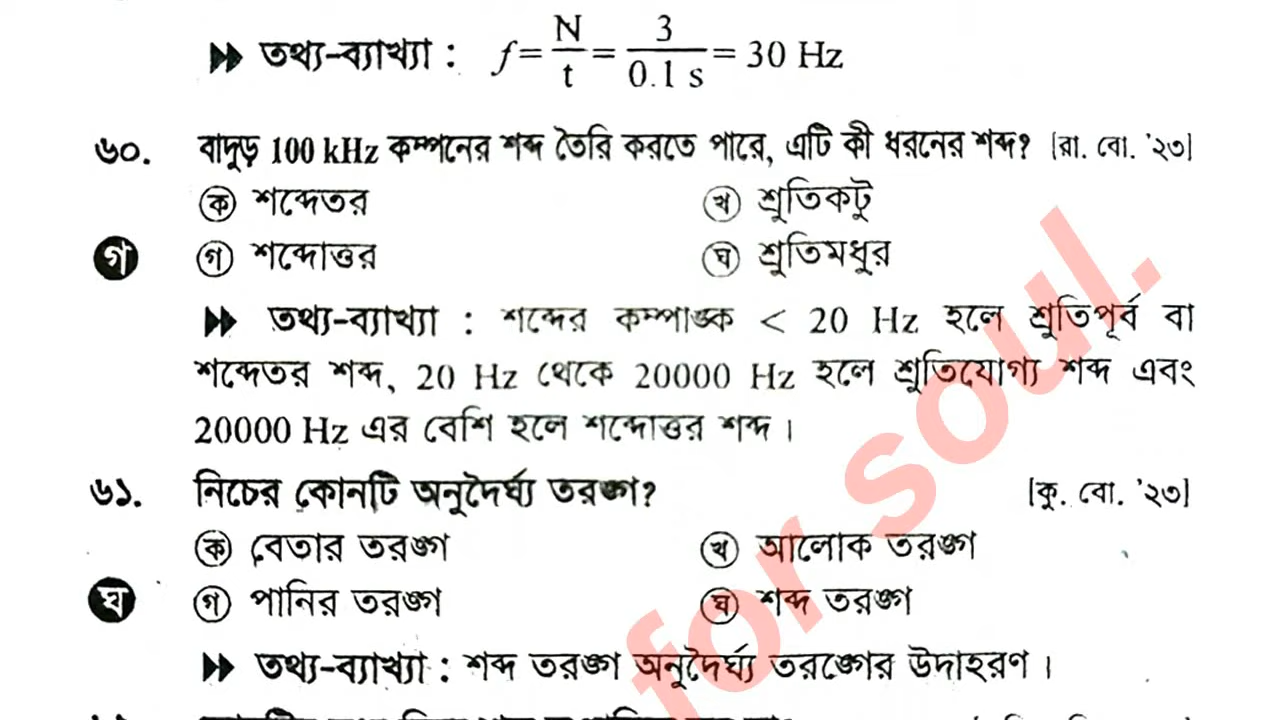 ▶▶ তথ্য-ব্যাখ্যা : f = N/t = 3/0.1 s = 30 Hz
৬০. বাদুড় 100 kHz কম্পনের শব্দ তৈরি করতে পারে, এটি কী ধরনের শব্দ? [রা. বো. '২৩]
ক শব্দেতর খ শ্রুতিকটু
গ গ শব্দোত্তর ঘ শ্রুতিমধুর
▶▶ তথ্য-ব্যাখ্যা : শব্দের কম্পাঙ্ক < 20 Hz হলে শ্রুতিপূর্ব বা
শব্দেতর শব্দ, 20 Hz থেকে 20000 Hz হলে শ্রুতিযোগ্য শব্দ এবং
20000 Hz এর বেশি হলে শব্দোত্তর শব্দ।
৬১. নিচের কোনটি অনুদৈর্ঘ্য তরঙ্গ? [কু. বো. '২৩]
ক বেতার তরঙ্গ খ আলোক তরঙ্গ
ঘ গ পানির তরঙ্গ ঘ শব্দ তরঙ্গ
▶▶ তথ্য-ব্যাখ্যা : শব্দ তরঙ্গ অনুদৈর্ঘ্য তরঙ্গের উদাহরণ।
for soul.